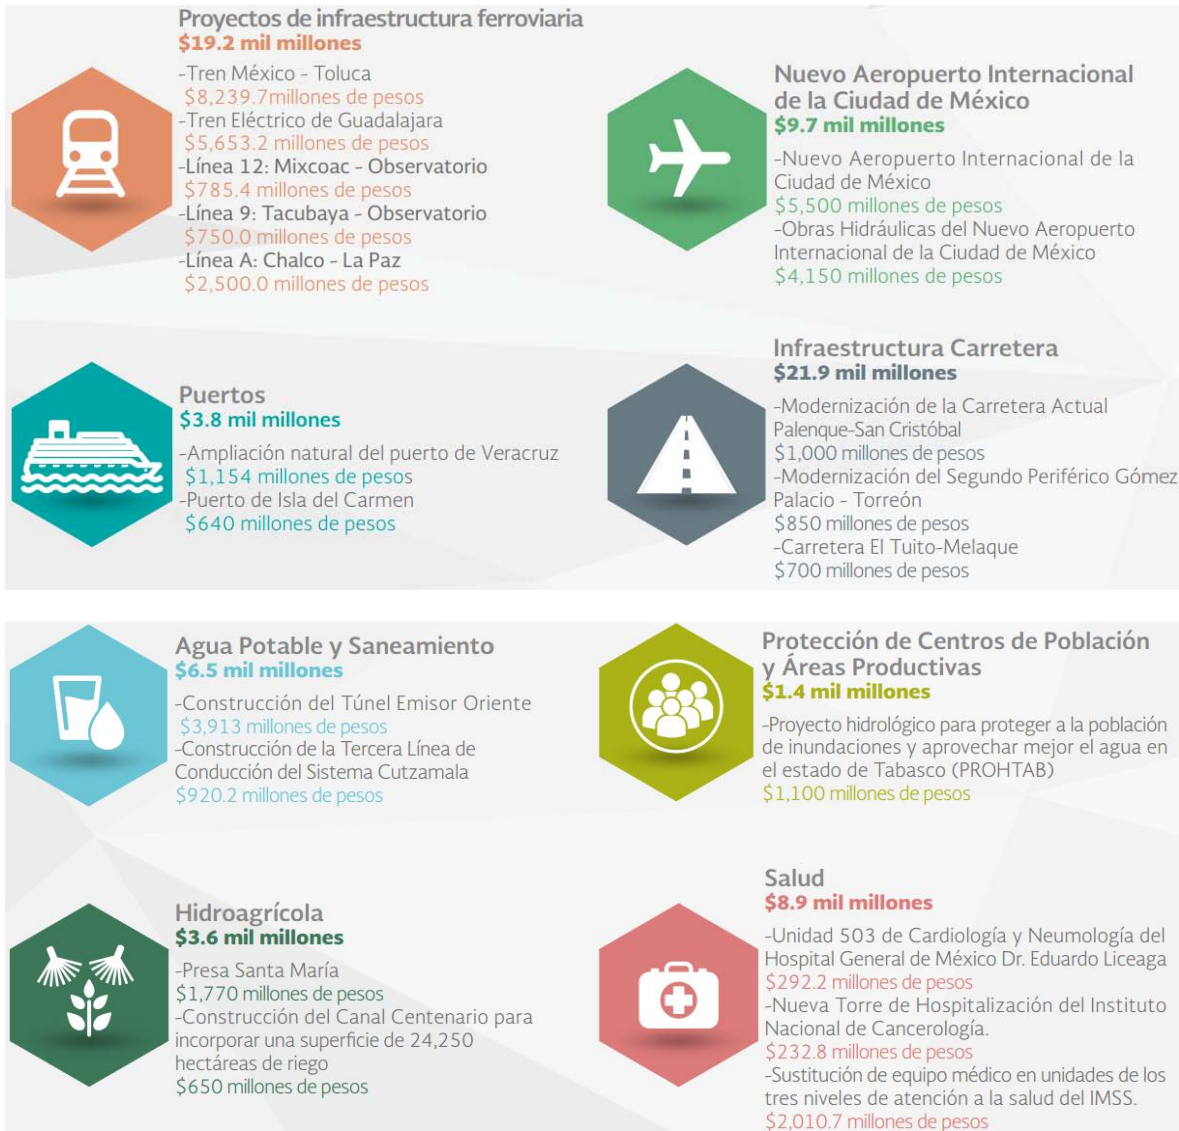 Proyectos de infraestructura ferroviaria
$19.2 mil millones
-Tren México - Toluca
$8,239.7millones de pesos
-Tren Eléctrico de Guadalajara
$5,653.2 millones de pesos
-Línea 12: Mixcoac - Observatorio
$785.4 millones de pesos
-Línea 9: Tacubaya - Observatorio
$750.0 millones de pesos
-Línea A: Chalco - La Paz
$2,500.0 millones de pesos
Nuevo Aeropuerto Internacional
de la Ciudad de México
$9.7 mil millones
-Nuevo Aeropuerto Internacional de la
Ciudad de México
$5,500 millones de pesos
-Obras Hidráulicas del Nuevo Aeropuerto
Internacional de la Ciudad de México
$4,150 millones de pesos
Puertos
$3.8 mil millones
-Ampliación natural del puerto de Veracruz
$1,154 millones de pesos
-Puerto de Isla del Carmen
$640 millones de pesos
Infraestructura Carretera
$21.9 mil millones
-Modernización de la Carretera Actual
Palenque-San Cristóbal
$1,000 millones de pesos
-Modernización del Segundo Periférico Gómez
Palacio - Torreón
$850 millones de pesos
-Carretera El Tuito-Melaque
$700 millones de pesos
Agua Potable y Saneamiento
$6.5 mil millones
-Construcción del Túnel Emisor Oriente
$3,913 millones de pesos
-Construcción de la Tercera Línea de
Conducción del Sistema Cutzamala
$920.2 millones de pesos
Protección de Centros de Población
y Áreas Productivas
$1.4 mil millones
-Proyecto hidrológico para proteger a la población
de inundaciones y aprovechar mejor el agua en
el estado de Tabasco (PROHTAB)
$1,100 millones de pesos
Hidroagrícola
$3.6 mil millones
-Presa Santa María
$1,770 millones de pesos
-Construcción del Canal Centenario para
incorporar una superficie de 24,250
hectáreas de riego
$650 millones de pesos
Salud
$8.9 mil millones
-Unidad 503 de Cardiología y Neumología del
Hospital General de México Dr. Eduardo Liceaga
$292.2 millones de pesos
-Nueva Torre de Hospitalización del Instituto
Nacional de Cancerología.
$232.8 millones de pesos
-Sustitución de equipo médico en unidades de los
tres niveles de atención a la salud del IMSS.
$2,010.7 millones de pesos